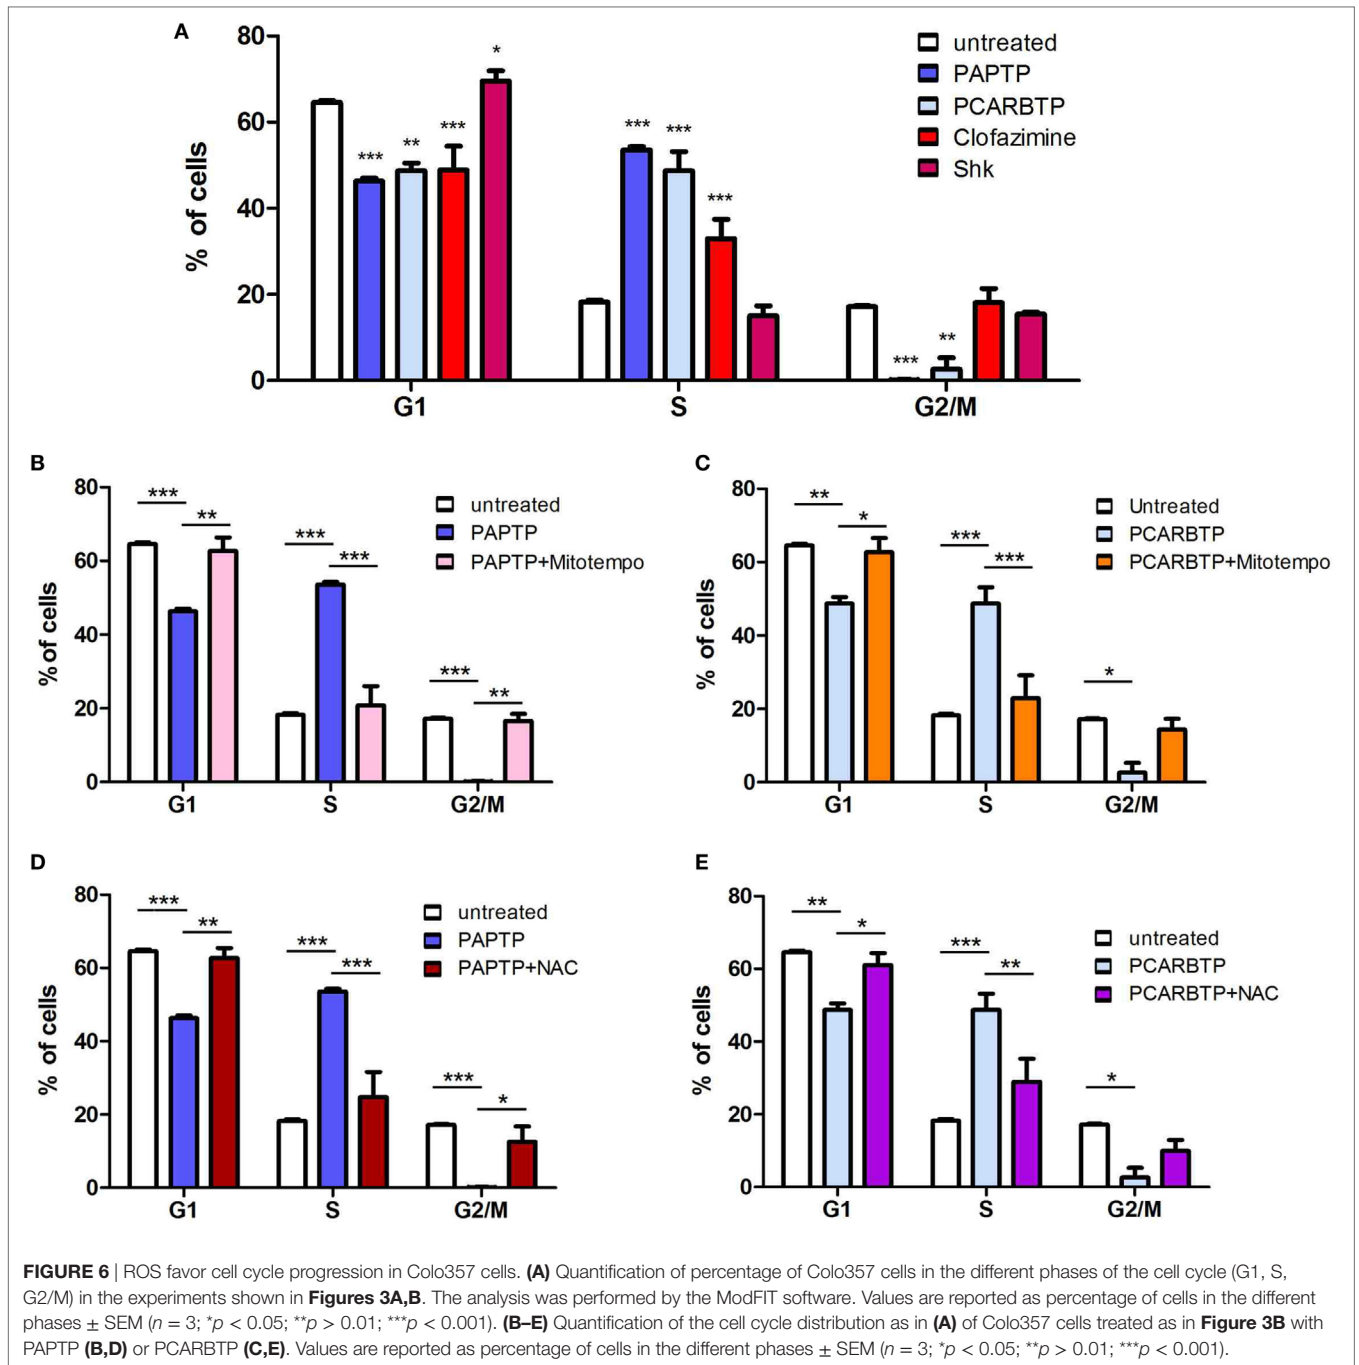 A
80
60
40
20
0
% of cells
*
***
**
***
***
***
***
***
**
G1
S
G2/M
untreated
PAPTP
PCARBTP
Clofazimine
Shk
B
80
60
40
20
0
% of cells
***
**
***
***
***
**
G1
S
G2/M
untreated
PAPTP
PAPTP+Mitotempo
C
80
60
40
20
0
% of cells
**
*
***
***
*
G1
S
G2/M
Untreated
PCARBTP
PCARBTP+Mitotempo
D
80
60
40
20
0
% of cells
***
**
***
***
***
*
G1
S
G2/M
untreated
PAPTP
PAPTP+NAC
E
80
60
40
20
0
% of cells
**
*
***
**
*
G1
S
G2/M
untreated
PCARBTP
PCARBTP+NAC
FIGURE 6 | ROS favor cell cycle progression in Colo357 cells. (A) Quantification of percentage of Colo357 cells in the different phases of the cell cycle (G1, S,
G2/M) in the experiments shown in Figures 3A,B. The analysis was performed by the ModFIT software. Values are reported as percentage of cells in the different
phases ± SEM (n = 3; *p < 0.05; **p > 0.01; ***p < 0.001). (B–E) Quantification of the cell cycle distribution as in (A) of Colo357 cells treated as in Figure 3B with
PAPTP (B,D) or PCARBTP (C,E). Values are reported as percentage of cells in the different phases ± SEM (n = 3; *p < 0.05; **p > 0.01; ***p < 0.001).